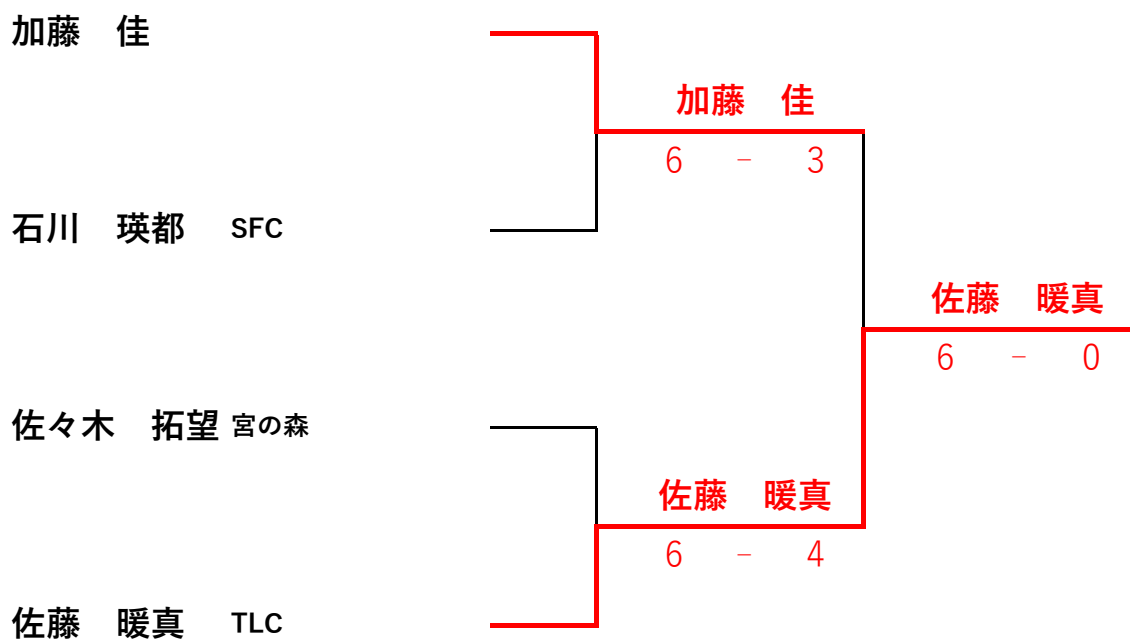 加藤　佳
加藤　佳
6　-　3
石川　瑛都　SFC
佐藤　暖真
6　-　0
佐々木　拓望 宮の森
佐藤　暖真
6　-　4
佐藤　暖真　TLC